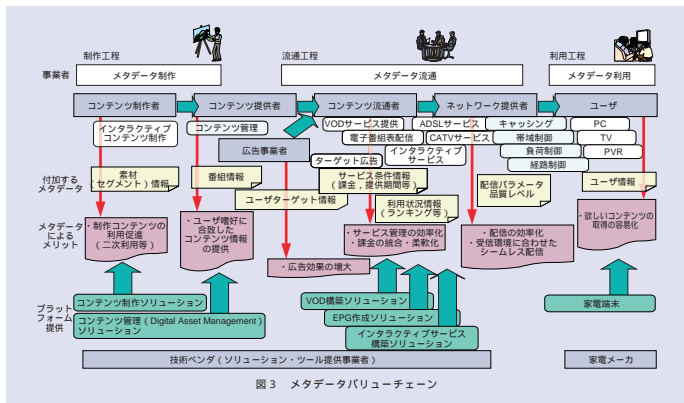 制作工程
流通工程
利用工程
事業者
メタデータ制作
メタデータ流通
メタデータ利用
コンテンツ制作者
コンテンツ提供者
コンテンツ流通者
ネットワーク提供者
ユーザ
インタラクティブ
コンテンツ制作
コンテンツ管理
広告事業者
VODサービス提供
電子番組表配信
インタラクティブ
サービス
ターゲット広告
ADSLサービス
CATVサービス
キャッシング
帯域制御
負荷制御
経路制御
PC
TV
PVR
付加する
メタデータ
素材
(セグメント)情報
番組情報
ユーザターゲット情報
サービス条件情報
(課金,提供期間等)
利用状況情報
(ランキング等)
配信パラメータ
品質レベル
ユーザ情報
メタデータに
よる
メリット
・制作コンテンツの
利用促進
(二次利用等)
・ユーザ嗜好に
合致した
コンテンツ情報
の提供
・広告効果の増大
・サービス管理の効率化
・課金の統合・柔軟化
・配信の効率化
・受信環境に合わせた
シームレス配信
・欲しいコンテンツの
取得の容易化
プラット
フォーム
提供
コンテンツ制作ソリューション
コンテンツ管理(Digital Asset Management)
ソリューション
VOD構築ソリューション
EPG作成ソリューション
インタラクティブサービス
構築ソリューション
家電端末
技術ベンダ(ソリューション・ツール提供事業者)
家電メーカ
図3 メタデータバリューチェーン